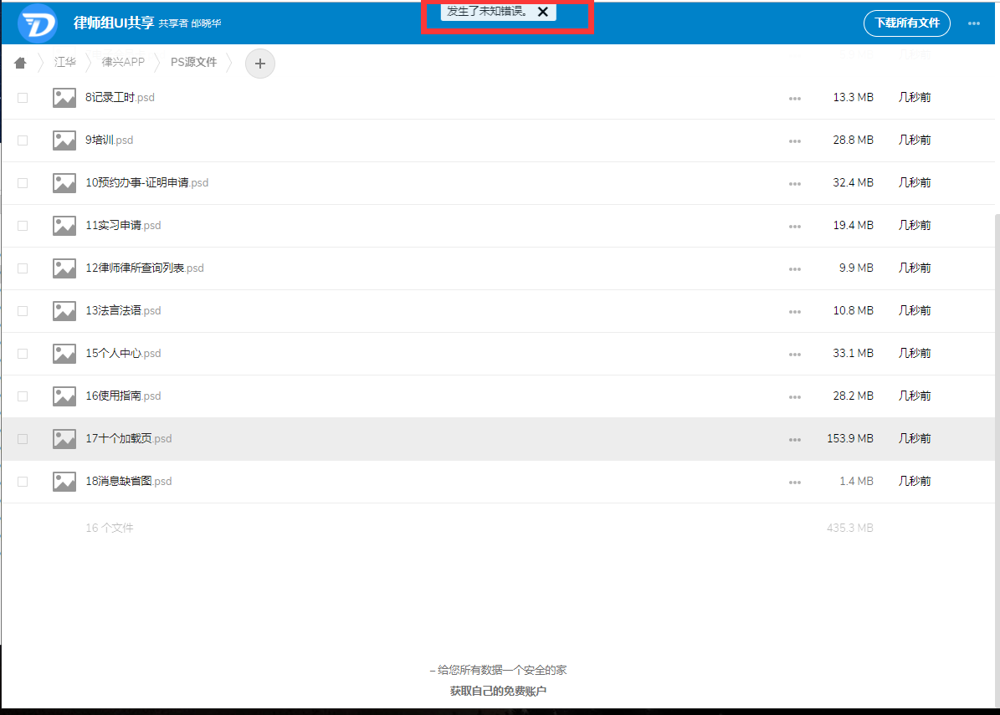 发生了未知错误。
律师组UI共享 共享者 邰晓华
下载所有文件
江华 律兴APP PS源文件
8记录工时.psd 13.3 MB 几秒前
9培训.psd 28.8 MB 几秒前
10预约办事-证明申请.psd 32.4 MB 几秒前
11实习申请.psd 19.4 MB 几秒前
12律师律所查询列表.psd 9.9 MB 几秒前
13法言法语.psd 10.8 MB 几秒前
15个人中心.psd 33.1 MB 几秒前
16使用指南.psd 28.2 MB 几秒前
17十个加载页.psd 153.9 MB 几秒前
18消息缺省图.psd 1.4 MB 几秒前
16 个文件 435.3 MB
– 给您所有数据一个安全的家
获取自己的免费账户